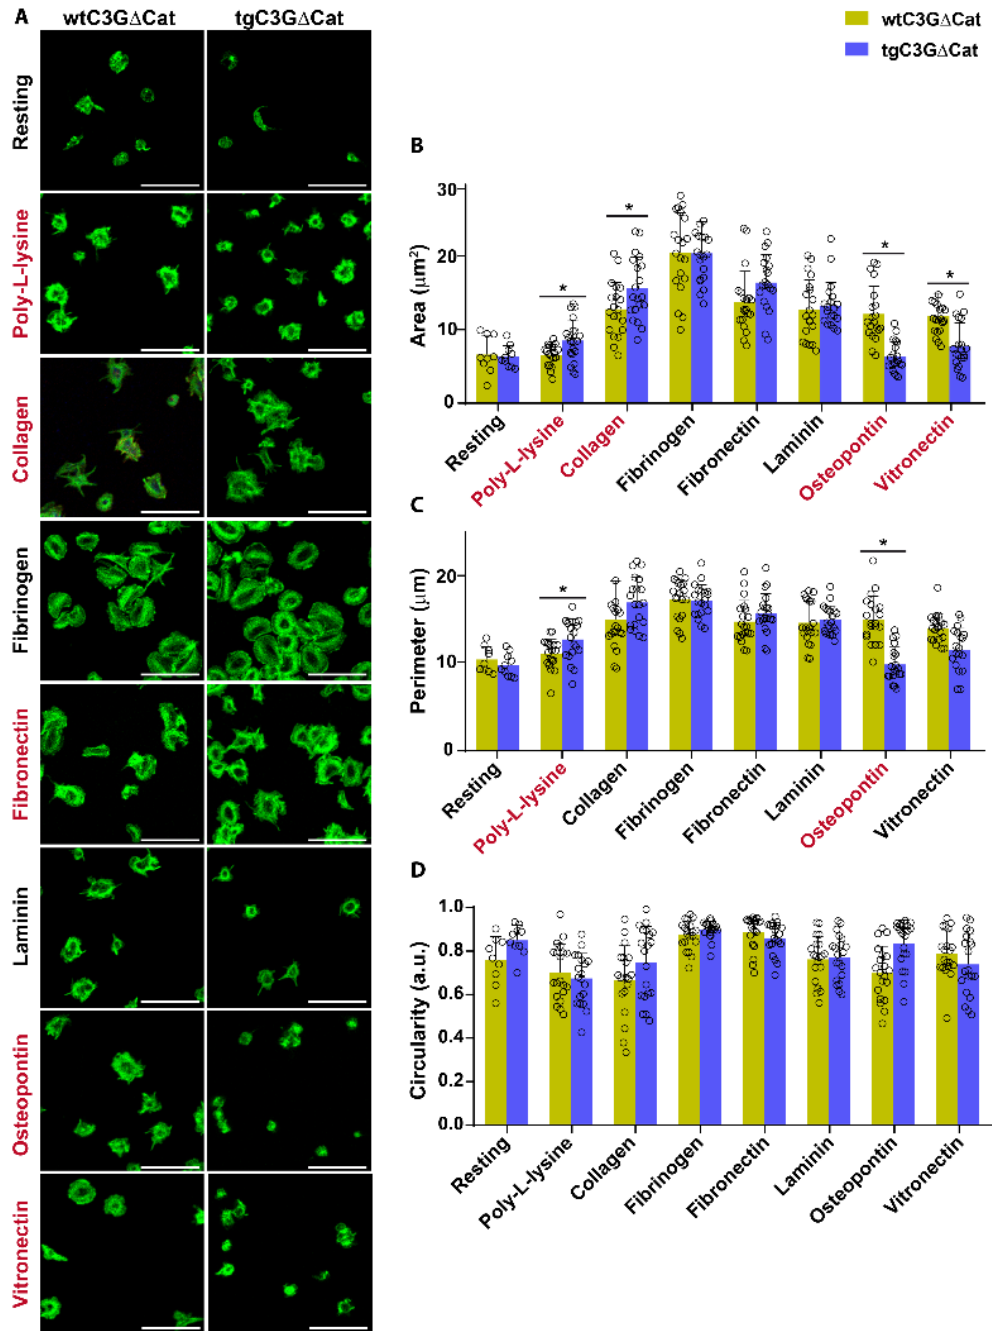 A
wtC3GΔCat
tgC3GΔCat
Resting
Poly-L-lysine
Collagen
Fibrinogen
Fibronectin
Laminin
Osteopontin
Vitronectin
wtC3GΔCat
tgC3GΔCat
B
Area (μm²)
30
20
10
0
*
*
*
*
Resting
Poly-L-lysine
Collagen
Fibrinogen
Fibronectin
Laminin
Osteopontin
Vitronectin
C
Perimeter (μm)
20
10
0
*
*
Resting
Poly-L-lysine
Collagen
Fibrinogen
Fibronectin
Laminin
Osteopontin
Vitronectin
D
Circularity (a.u.)
1.0
0.8
0.6
0.4
0.2
0.0
Resting
Poly-L-lysine
Collagen
Fibrinogen
Fibronectin
Laminin
Osteopontin
Vitronectin